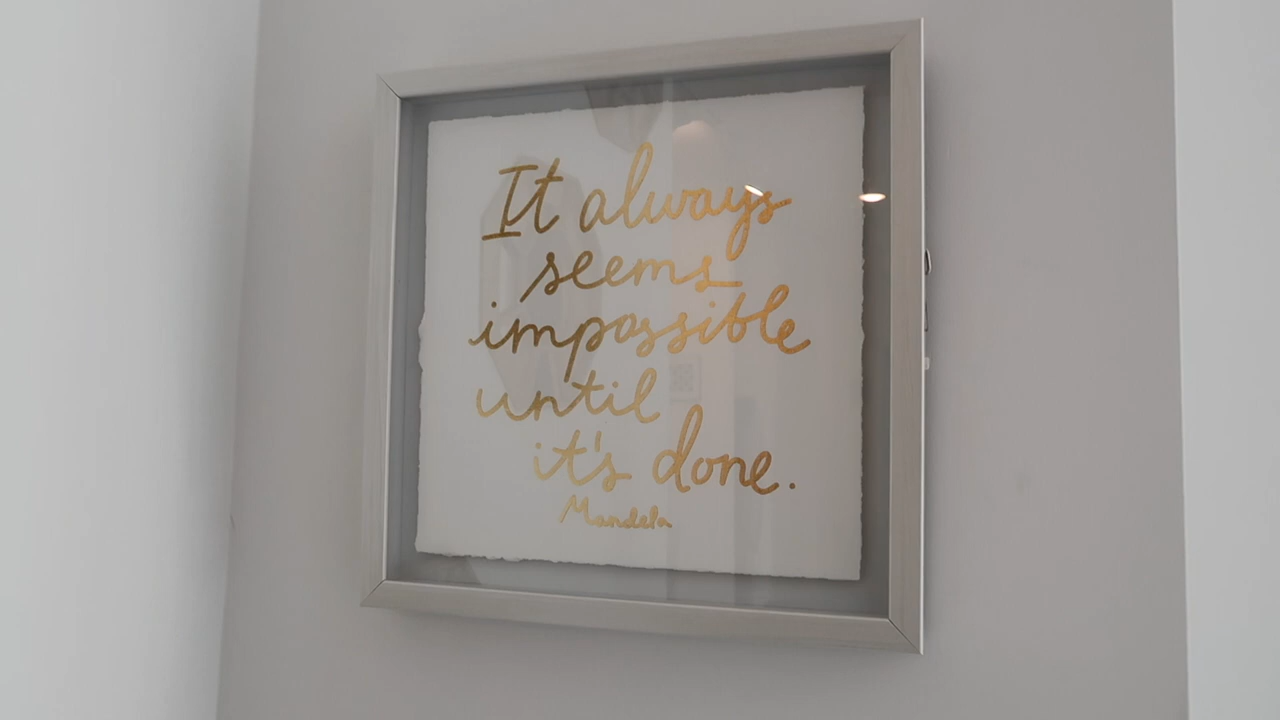 It always
seems
impossible
until
it's done.
Mandela